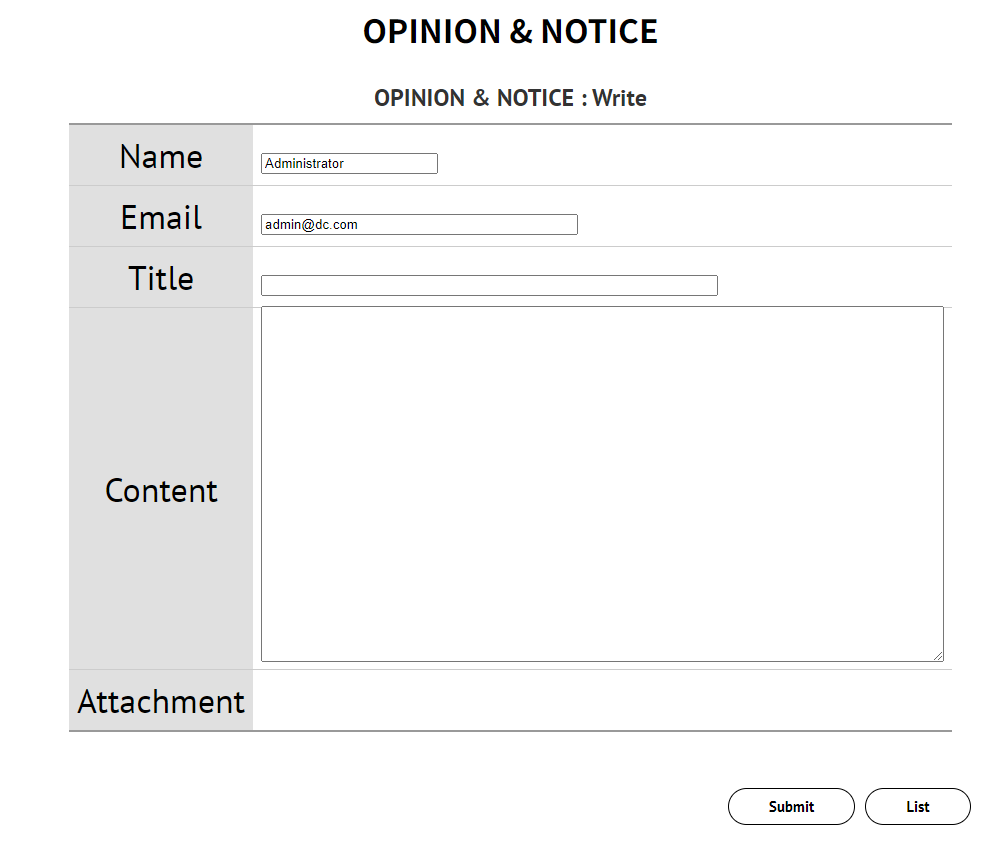 OPINION & NOTICE
OPINION & NOTICE : Write
Name
Administrator
Email
admin@dc.com
Title
Content
Attachment
Submit
List